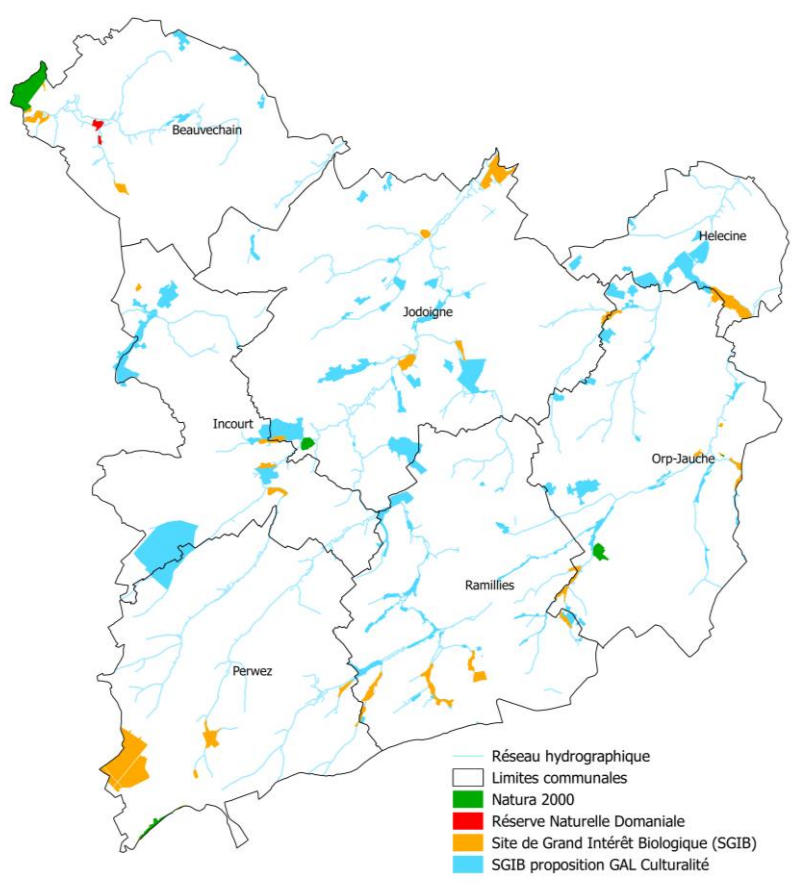 Beauvechain
Helecine
Jodoigne
Incourt
Orp-Jauche
Ramillies
Perwez
Réseau hydrographique
Limites communales
Natura 2000
Réserve Naturelle Domaniale
Site de Grand Intérêt Biologique (SGIB)
SGIB proposition GAL Culturalité